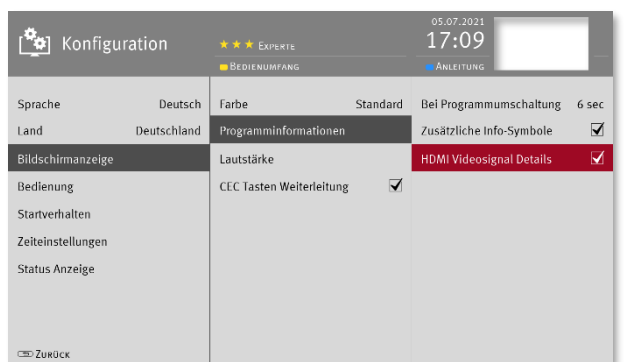 Konfiguration
★★★ EXPERTE
BEDIENUMFANG
05.07.2021
17:09
ANLEITUNG
Sprache Deutsch
Land Deutschland
Bildschirmanzeige
Bedienung
Startverhalten
Zeiteinstellungen
Status Anzeige
ZURÜCK
Farbe Standard
Programminformationen
Lautstärke
CEC Tasten Weiterleitung
Bei Programmumschaltung 6 sec
Zusätzliche Info-Symbole
HDMI Videosignal Details